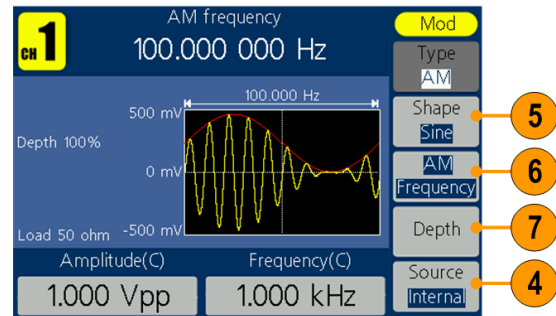 CH 1
AM frequency
100.000 000 Hz
Depth 100%
Load 50 ohm
100.000 Hz
500 mV
0 mV
-500 mV
Amplitude(C)
1.000 Vpp
Frequency(C)
1.000 kHz
Mod
Type
AM
Shape
Sine
5
AM
Frequency
6
Depth
7
Source
Internal
4